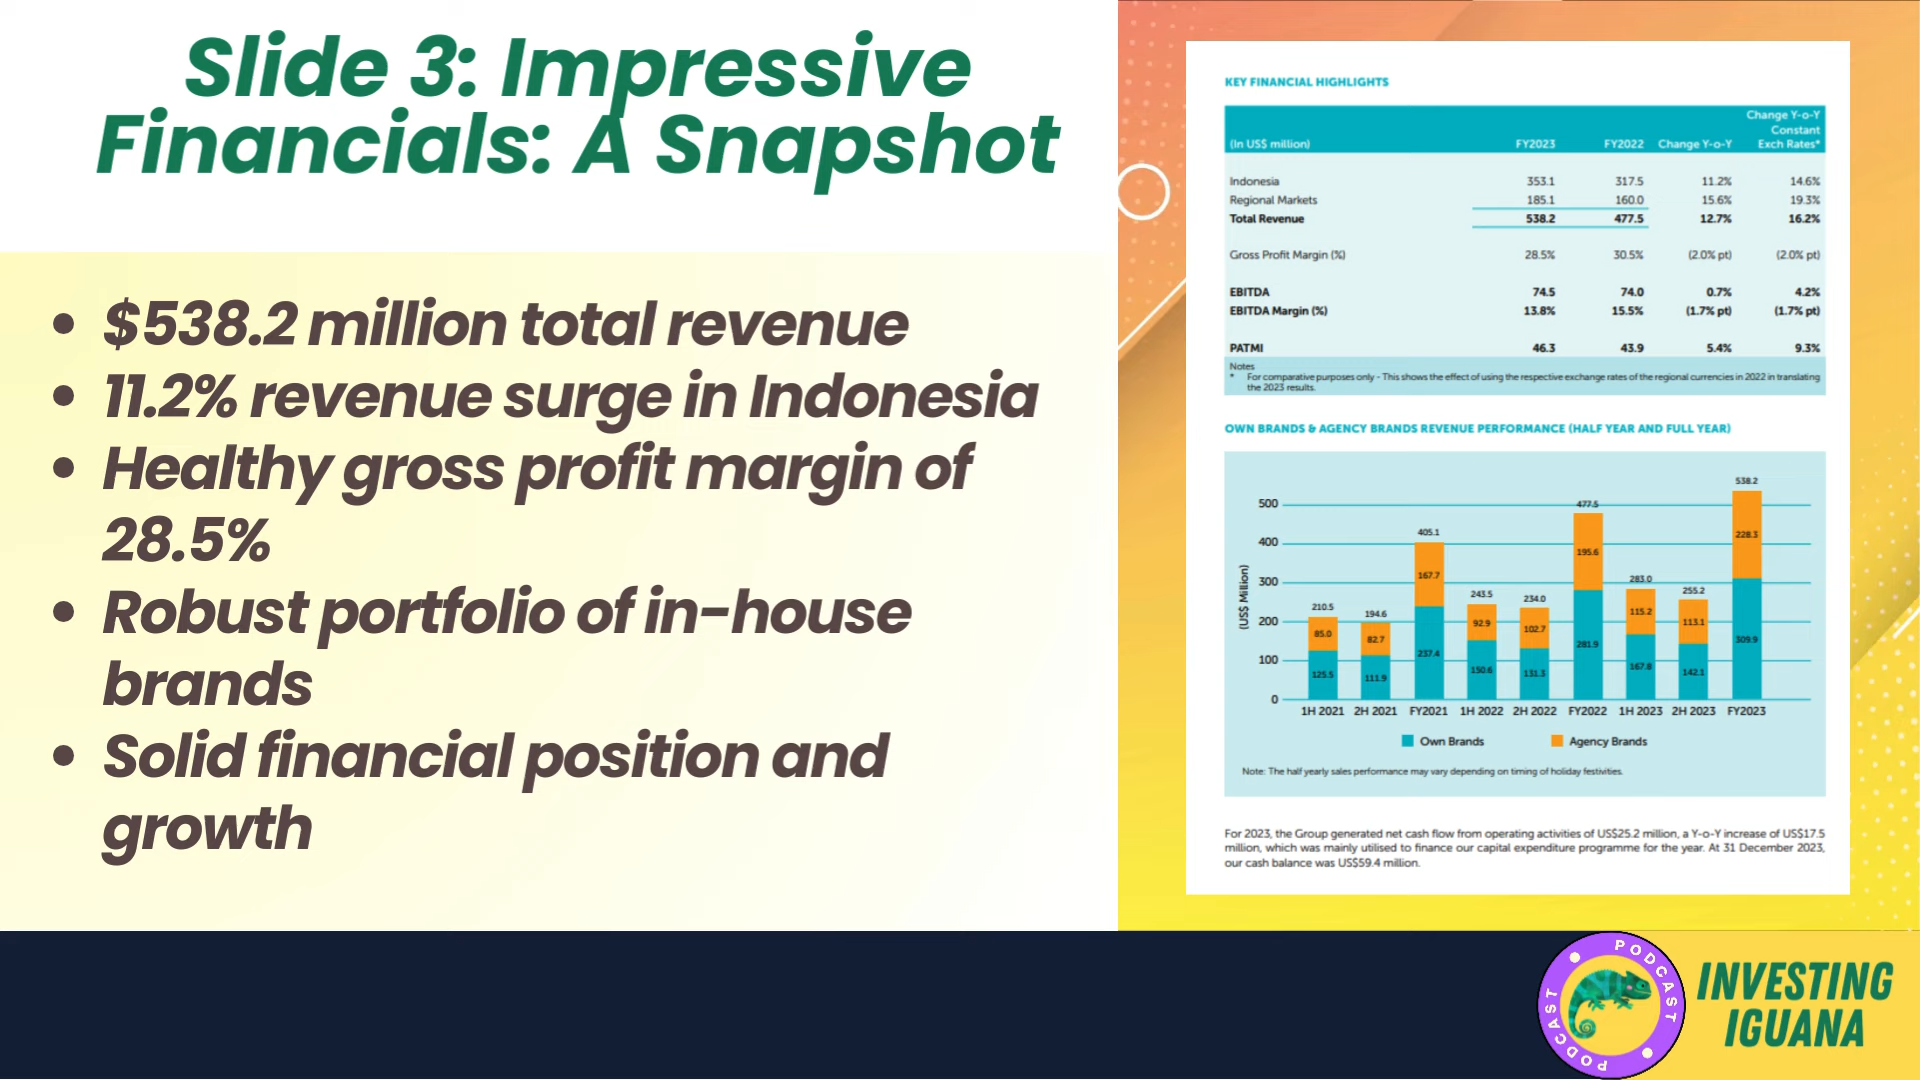 Slide 3: Impressive
Financials: A Snapshot
• $538.2 million total revenue
• 11.2% revenue surge in Indonesia
• Healthy gross profit margin of
28.5%
• Robust portfolio of in-house
brands
• Solid financial position and
growth
KEY FINANCIAL HIGHLIGHTS
Change Y-o-Y
Constant
(In US$ million) FY2023 FY2022 Change Y-o-Y Exch Rates*
Indonesia 353.1 317.5 11.2% 14.6%
Regional Markets 185.1 160.0 15.6% 19.3%
Total Revenue 538.2 477.5 12.7% 16.2%
Gross Profit Margin (%) 28.5% 30.5% (2.0% pt) (2.0% pt)
EBITDA 74.5 74.0 0.7% 4.2%
EBITDA Margin (%) 13.8% 15.5% (1.7% pt) (1.7% pt)
PATMI 46.3 43.9 5.4% 9.3%
Notes
* For comparative purposes only - This shows the effect of using the respective exchange rates of the regional currencies in 2022 in translating
the 2023 results.
OWN BRANDS & AGENCY BRANDS REVENUE PERFORMANCE (HALF YEAR AND FULL YEAR)
(US$ Million)
500
400
300
200
100
0
210.5 194.6 405.1 243.5 234.0 477.5 283.0 255.2 538.2
85.0 82.7 167.7 92.9 102.7 195.6 115.2 113.1 228.3
125.5 111.9 237.4 150.6 131.3 281.9 167.8 142.1 309.9
1H 2021 2H 2021 FY2021 1H 2022 2H 2022 FY2022 1H 2023 2H 2023 FY2023
Own Brands Agency Brands
Note: The half yearly sales performance may vary depending on timing of holiday festivities.
For 2023, the Group generated net cash flow from operating activities of US$25.2 million, a Y-o-Y increase of US$17.5
million, which was mainly utilised to finance our capital expenditure programme for the year. At 31 December 2023,
our cash balance was US$59.4 million.
PODCAST
PODCAST
INVESTING
IGUANA